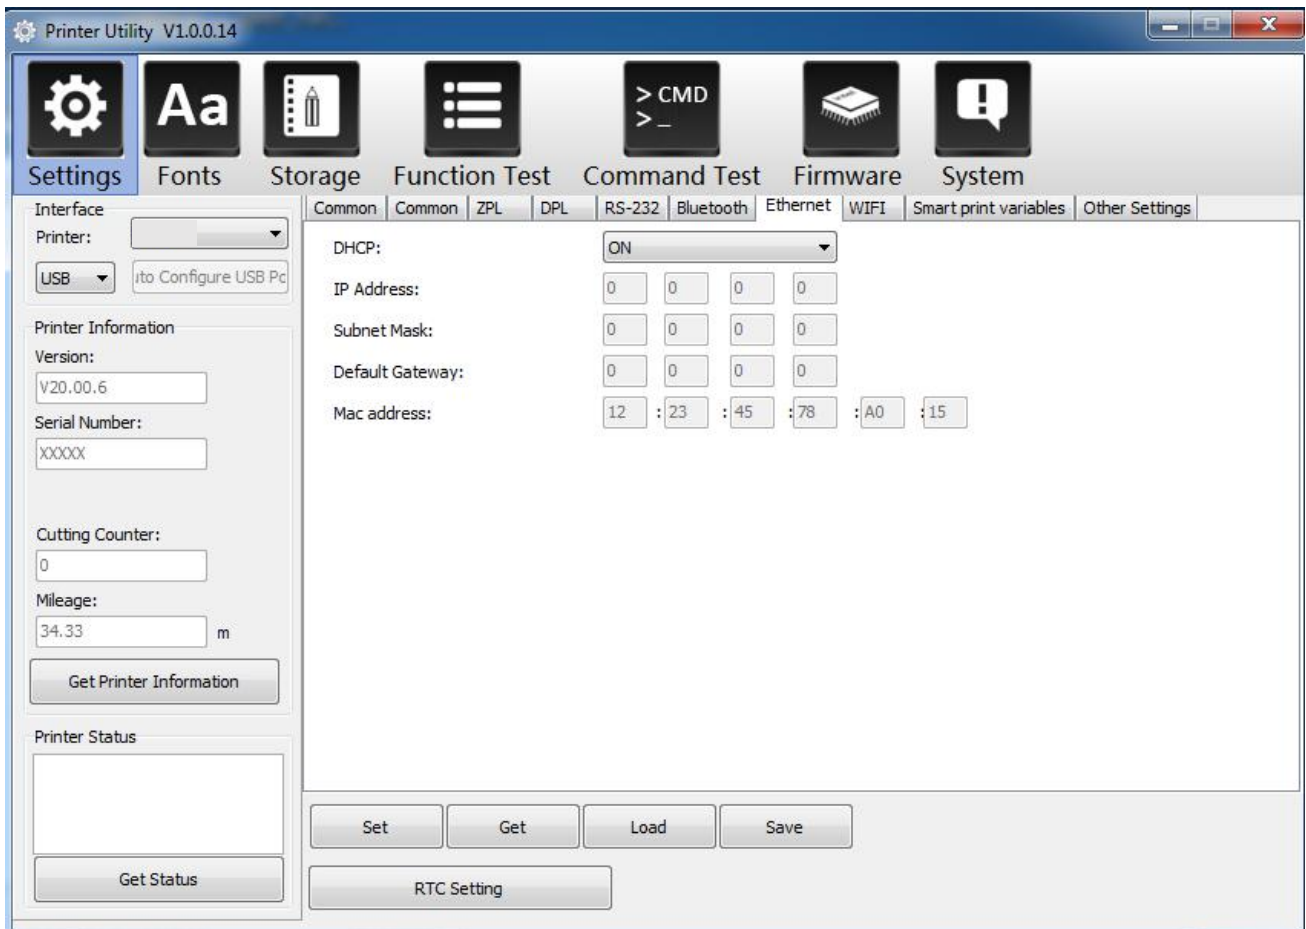 Printer Utility V1.0.0.14
> CMD
> _
Aa
Settings Fonts Storage Function Test Command Test Firmware System
Interface
Printer:
USB
ito Configure USB Pc
Printer Information
Version:
V20.00.6
Serial Number:
XXXXX
Cutting Counter:
0
Mileage:
34.33 m
Get Printer Information
Printer Status
Get Status
Common Common ZPL DPL RS-232 Bluetooth Ethernet WIFI Smart print variables Other Settings
DHCP: ON
IP Address: 0 0 0 0
Subnet Mask: 0 0 0 0
Default Gateway: 0 0 0 0
Mac address: 12 : 23 : 45 : 78 : A0 : 15
Set Get Load Save
RTC Setting